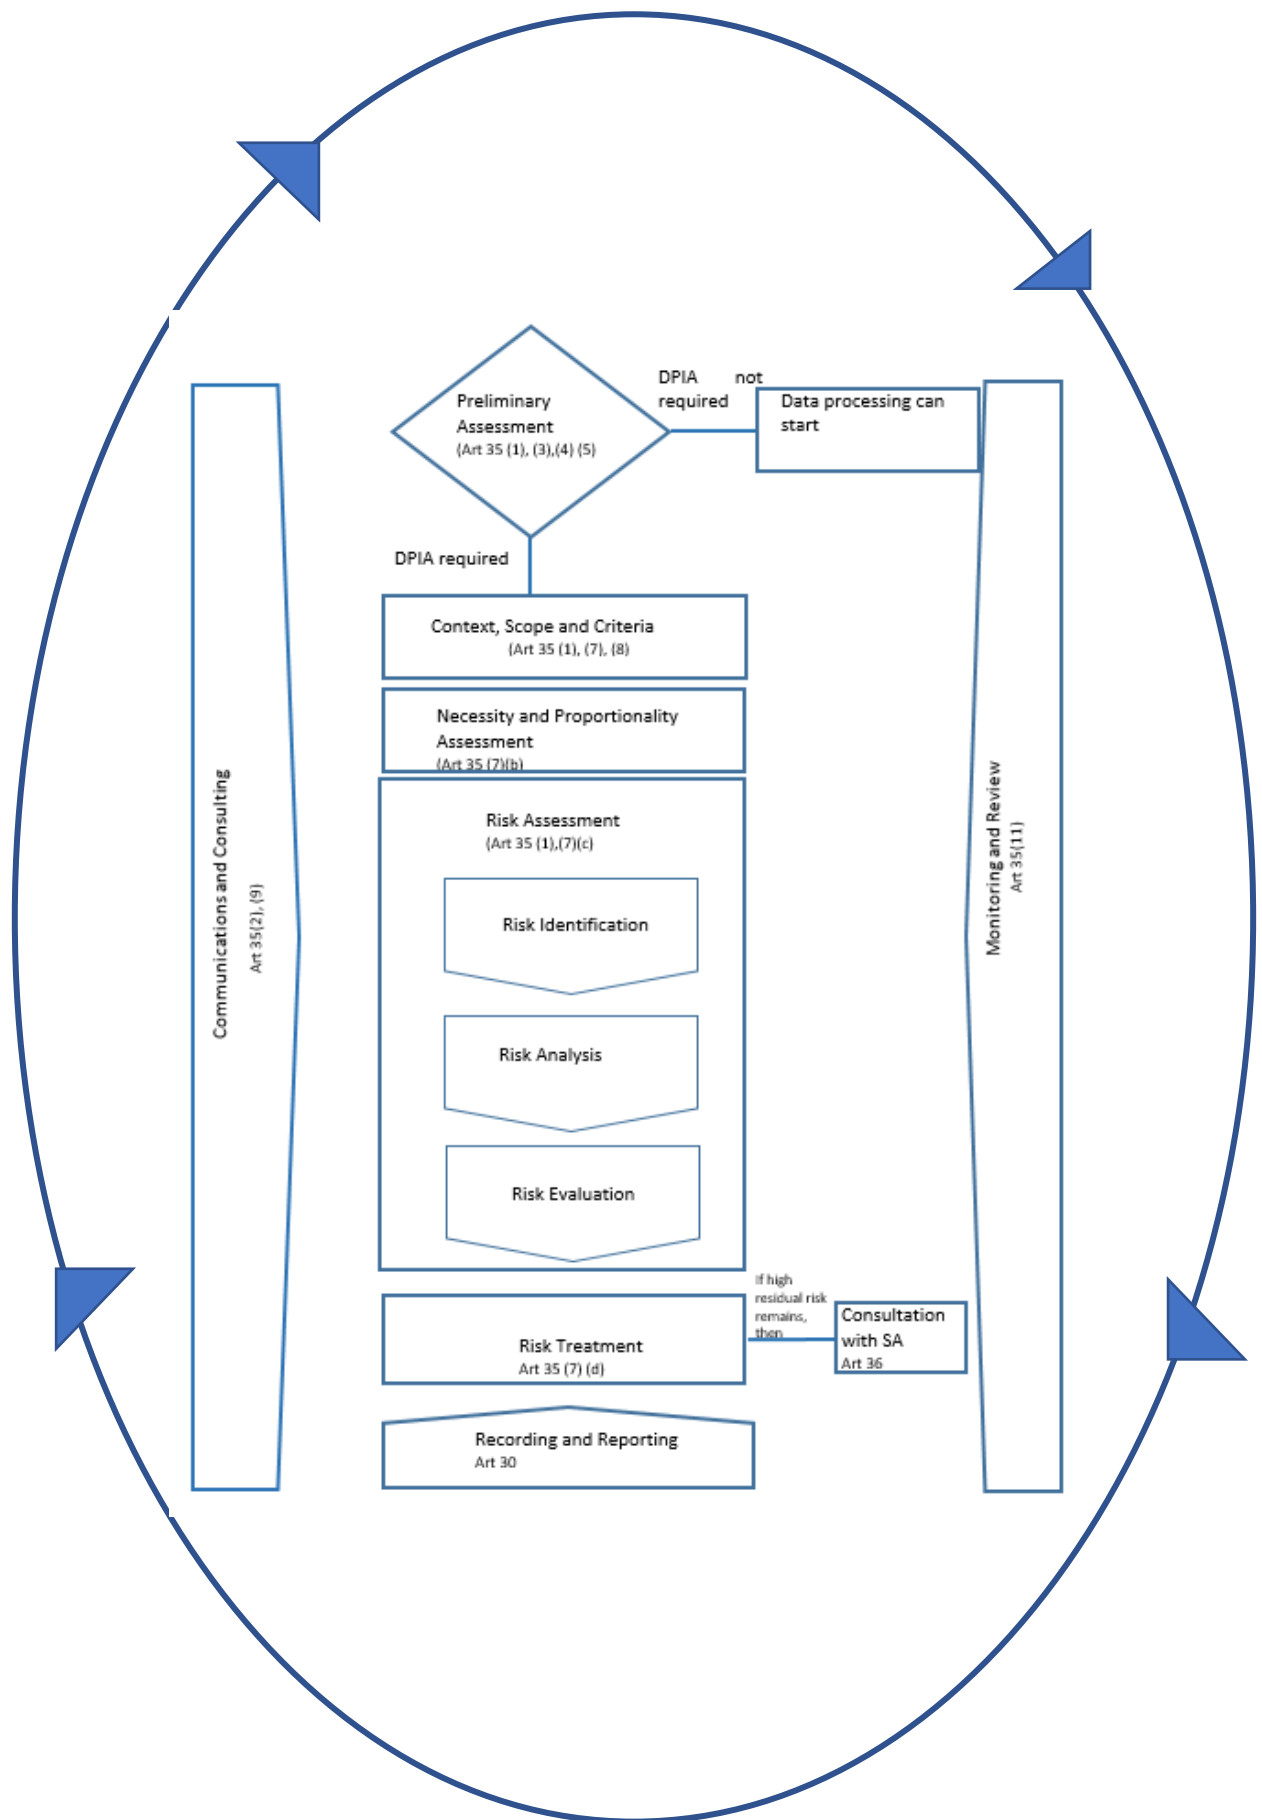 DPIA not
required
Preliminary
Assessment
(Art 35 (1), (3),(4) (5)
Data processing can
start
DPIA required
Context, Scope and Criteria
(Art 35 (1), (7), (8)
Necessity and Proportionality
Assessment
(Art 35 (7)(b)
Risk Assessment
(Art 35 (1),(7)(c)
Risk Identification
Risk Analysis
Risk Evaluation
If high
residual risk
remains,
then
Consultation
with SA
Art 36
Risk Treatment
Art 35 (7) (d)
Recording and Reporting
Art 30
Communications and Consulting
Art 35(2), (9)
Monitoring and Review
Art 35(11)